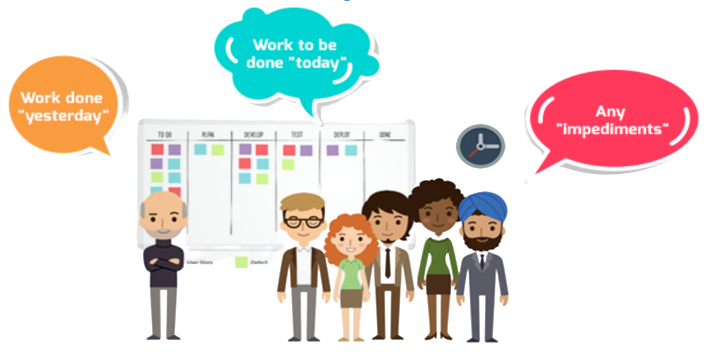 Work done
"yesterday"
Work to be
done "today"
Any
"impediments"
TO DO
PLAN
DEVELOP
TEST
DEPLOY
DONE
User Story
Defect